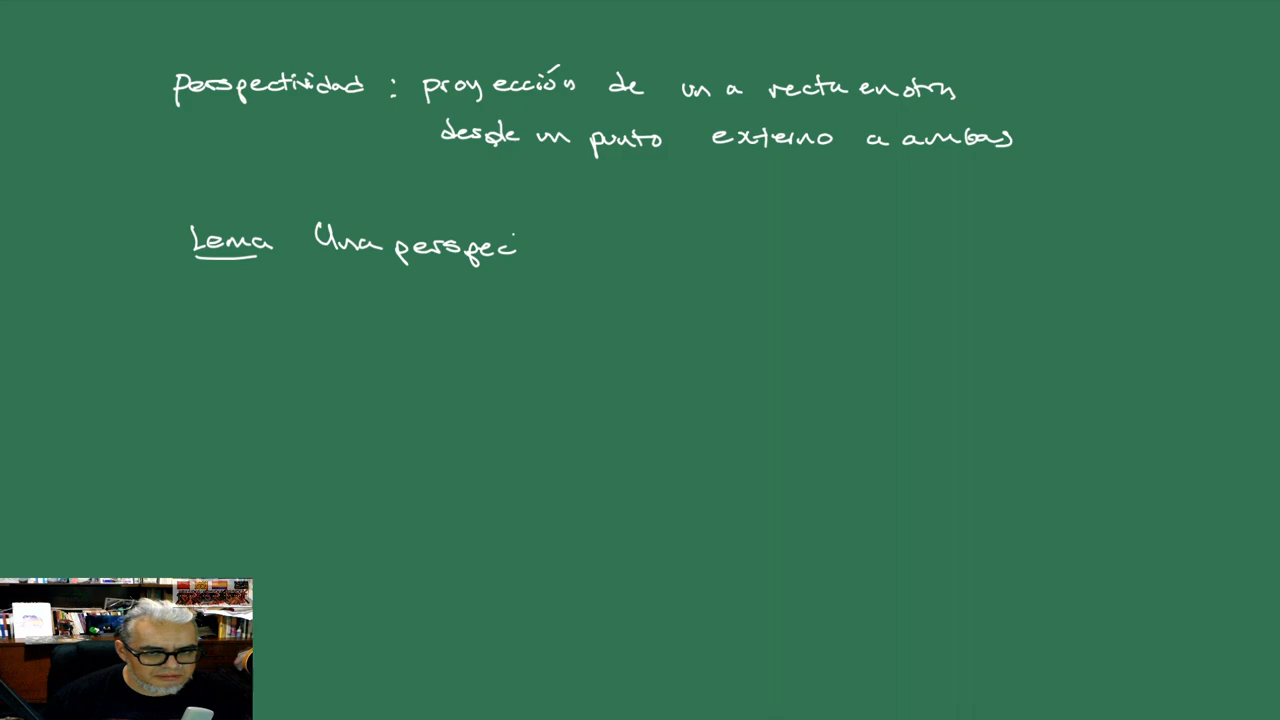 perspectividad : proyección de una recta en otra
desde un punto externo a ambas
Lema Una perspec